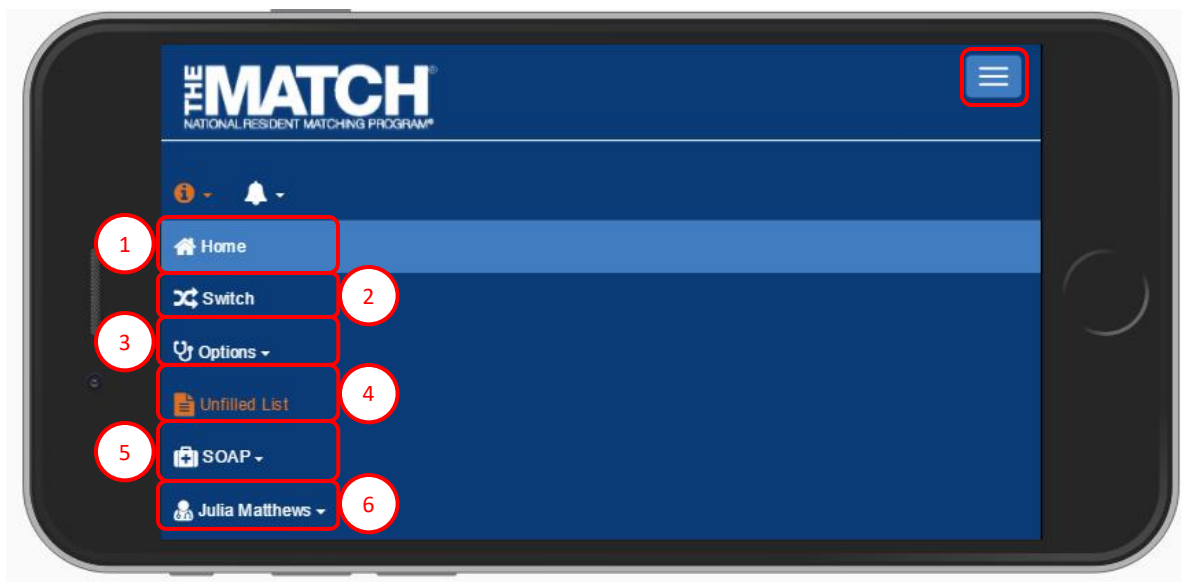 THE MATCH®
NATIONAL RESIDENT MATCHING PROGRAM®
1
Home
Switch
2
3
Options
Unfilled List
4
5
SOAP
Julia Matthews
6